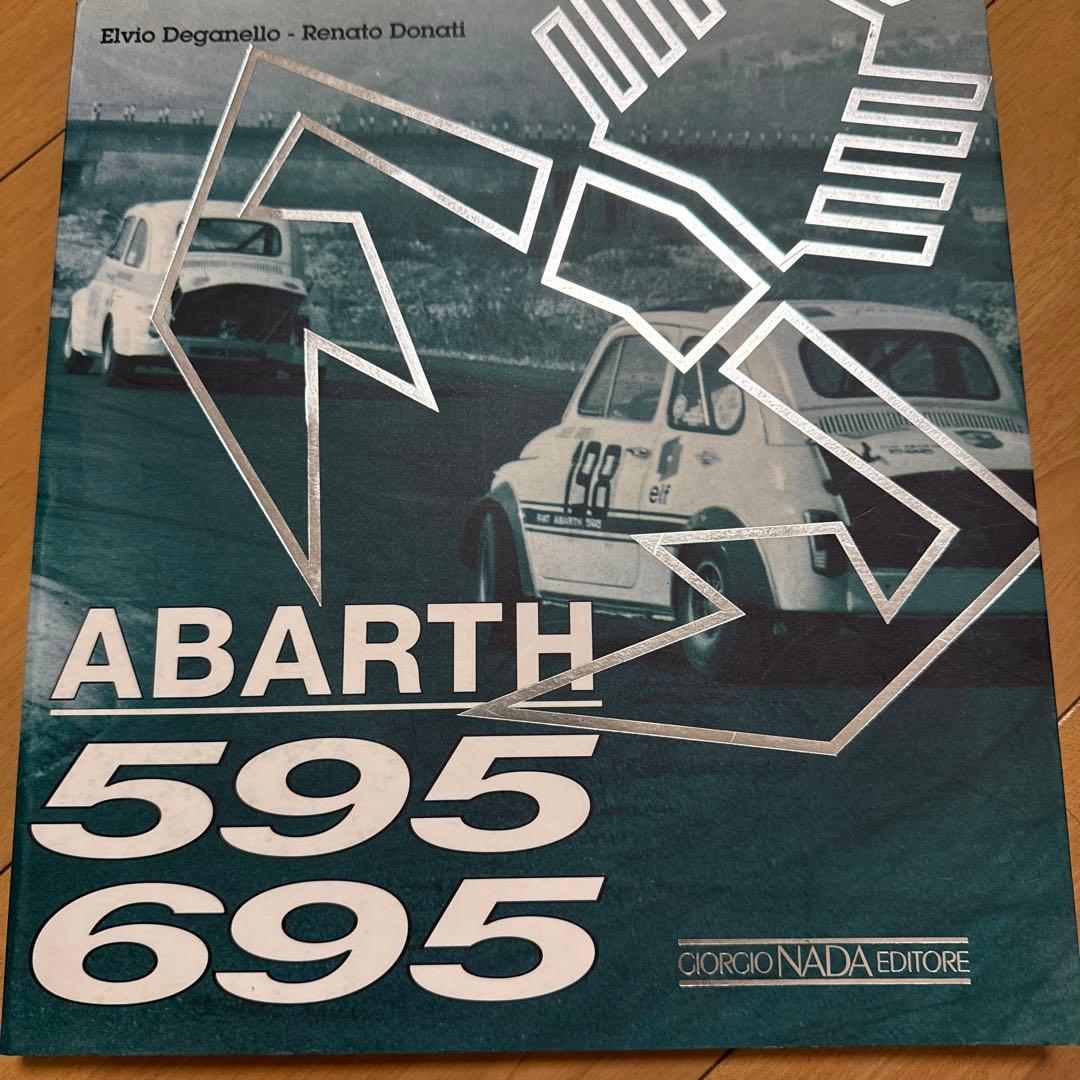 Elvio Deganello - Renato Donati
198
elf
FIAT ABARTH 595
ABARTH
595
695
GIORGIO NADA EDITORE